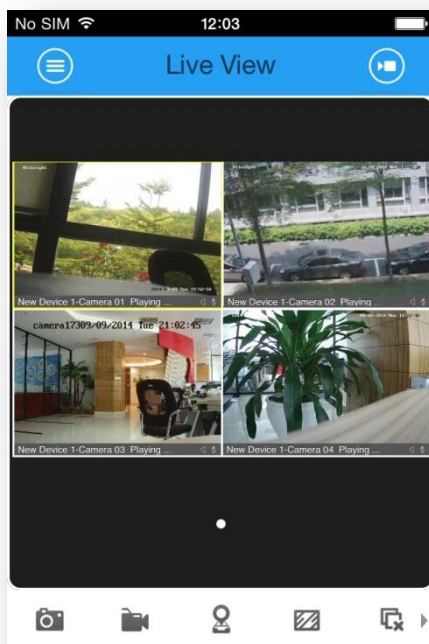 No SIM 12:03
Live View
New Device 1-Camera 01 Playing ...
New Device 1-Camera 02 Playing ...
camera17309/09/2014 Tue 21:02:45
New Device 1-Camera 03 Playing ...
New Device 1-Camera 04 Playing ...